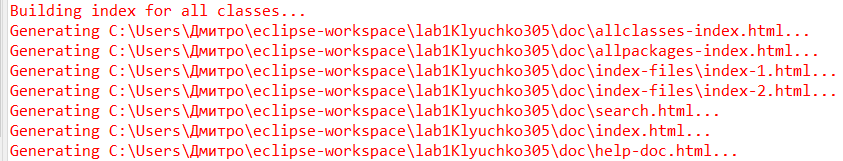 Building index for all classes...
Generating C:\Users\Дмитро\eclipse-workspace\lab1Klyuchko305\doc\allclasses-index.html...
Generating C:\Users\Дмитро\eclipse-workspace\lab1Klyuchko305\doc\allpackages-index.html...
Generating C:\Users\Дмитро\eclipse-workspace\lab1Klyuchko305\doc\index-files\index-1.html...
Generating C:\Users\Дмитро\eclipse-workspace\lab1Klyuchko305\doc\index-files\index-2.html...
Generating C:\Users\Дмитро\eclipse-workspace\lab1Klyuchko305\doc\search.html...
Generating C:\Users\Дмитро\eclipse-workspace\lab1Klyuchko305\doc\index.html...
Generating C:\Users\Дмитро\eclipse-workspace\lab1Klyuchko305\doc\help-doc.html...